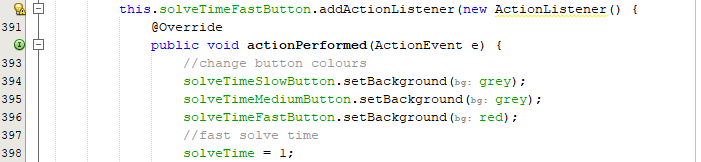 this.solveTimeFastButton.addActionListener(new ActionListener() {
391 @Override
public void actionPerformed(ActionEvent e) {
393 //change button colours
394 solveTimeSlowButton.setBackground(bg: grey);
395 solveTimeMediumButton.setBackground(bg: grey);
396 solveTimeFastButton.setBackground(bg: red);
397 //fast solve time
398 solveTime = 1;